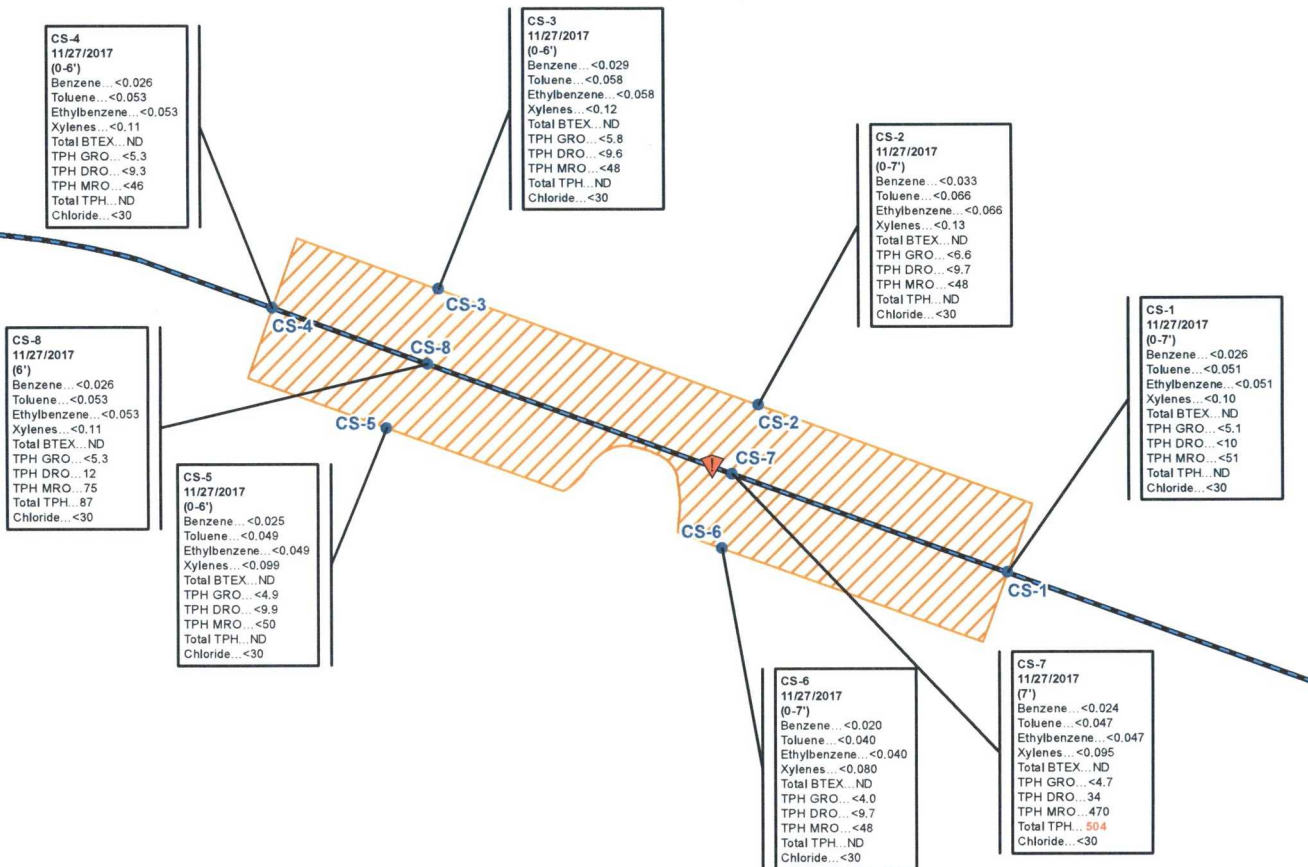 CS-4
11/27/2017
(0-6')
Benzene...<0.026
Toluene...<0.053
Ethylbenzene...<0.053
Xylenes...<0.11
Total BTEX...ND
TPH GRO...<5.3
TPH DRO...<9.3
TPH MRO...<46
Total TPH...ND
Chloride...<30
CS-3
11/27/2017
(0-6')
Benzene...<0.029
Toluene...<0.058
Ethylbenzene...<0.058
Xylenes...<0.12
Total BTEX...ND
TPH GRO...<5.8
TPH DRO...<9.6
TPH MRO...<48
Total TPH...ND
Chloride...<30
CS-2
11/27/2017
(0-7')
Benzene...<0.033
Toluene...<0.066
Ethylbenzene...<0.066
Xylenes...<0.13
Total BTEX...ND
TPH GRO...<6.6
TPH DRO...<9.7
TPH MRO...<48
Total TPH...ND
Chloride...<30
CS-1
11/27/2017
(0-7')
Benzene...<0.026
Toluene...<0.051
Ethylbenzene...<0.051
Xylenes...<0.10
Total BTEX...ND
TPH GRO...<5.1
TPH DRO...<10
TPH MRO...<51
Total TPH...ND
Chloride...<30
CS-3
CS-4
CS-8
CS-5
CS-2
CS-7
CS-6
CS-1
CS-8
11/27/2017
(6')
Benzene...<0.026
Toluene...<0.053
Ethylbenzene...<0.053
Xylenes...<0.11
Total BTEX...ND
TPH GRO...<5.3
TPH DRO...12
TPH MRO...75
Total TPH...87
Chloride...<30
CS-5
11/27/2017
(0-6')
Benzene...<0.025
Toluene...<0.049
Ethylbenzene...<0.049
Xylenes...<0.099
Total BTEX...ND
TPH GRO...<4.9
TPH DRO...<9.9
TPH MRO...<50
Total TPH...ND
Chloride...<30
CS-6
11/27/2017
(0-7')
Benzene...<0.020
Toluene...<0.040
Ethylbenzene...<0.040
Xylenes...<0.080
Total BTEX...ND
TPH GRO...<4.0
TPH DRO...<9.7
TPH MRO...<48
Total TPH...ND
Chloride...<30
CS-7
11/27/2017
(7')
Benzene...<0.024
Toluene...<0.047
Ethylbenzene...<0.047
Xylenes...<0.095
Total BTEX...ND
TPH GRO...<4.7
TPH DRO...34
TPH MRO...470
Total TPH...504
Chloride...<30